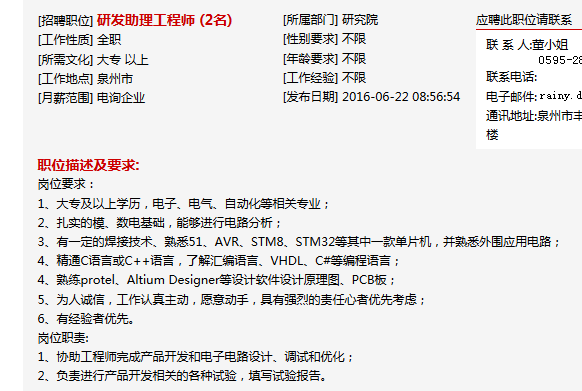 [招聘职位] 研发助理工程师 (2名)
[所属部门] 研究院
[工作性质] 全职
[性别要求] 不限
[所需文化] 大专 以上
[年龄要求] 不限
[工作地点] 泉州市
[工作经验] 不限
[月薪范围] 电询企业
[发布日期] 2016-06-22 08:56:54
应聘此职位请联系
联 系 人:董小姐
0595-28
联系电话:
电子邮件: rainy.d
通讯地址:泉州市丰
楼
职位描述及要求:
岗位要求：
1、大专及以上学历，电子、电气、自动化等相关专业；
2、扎实的模、数电基础，能够进行电路分析；
3、有一定的焊接技术、熟悉51、AVR、STM8、STM32等其中一款单片机，并熟悉外围应用电路；
4、精通C语言或C++语言，了解汇编语言、VHDL、C#等编程语言；
4、熟练protel、Altium Designer等设计软件设计原理图、PCB板；
5、为人诚信，工作认真主动，愿意动手，具有强烈的责任心者优先考虑；
6、有经验者优先。
岗位职责:
1、协助工程师完成产品开发和电子电路设计、调试和优化；
2、负责进行产品开发相关的各种试验，填写试验报告。